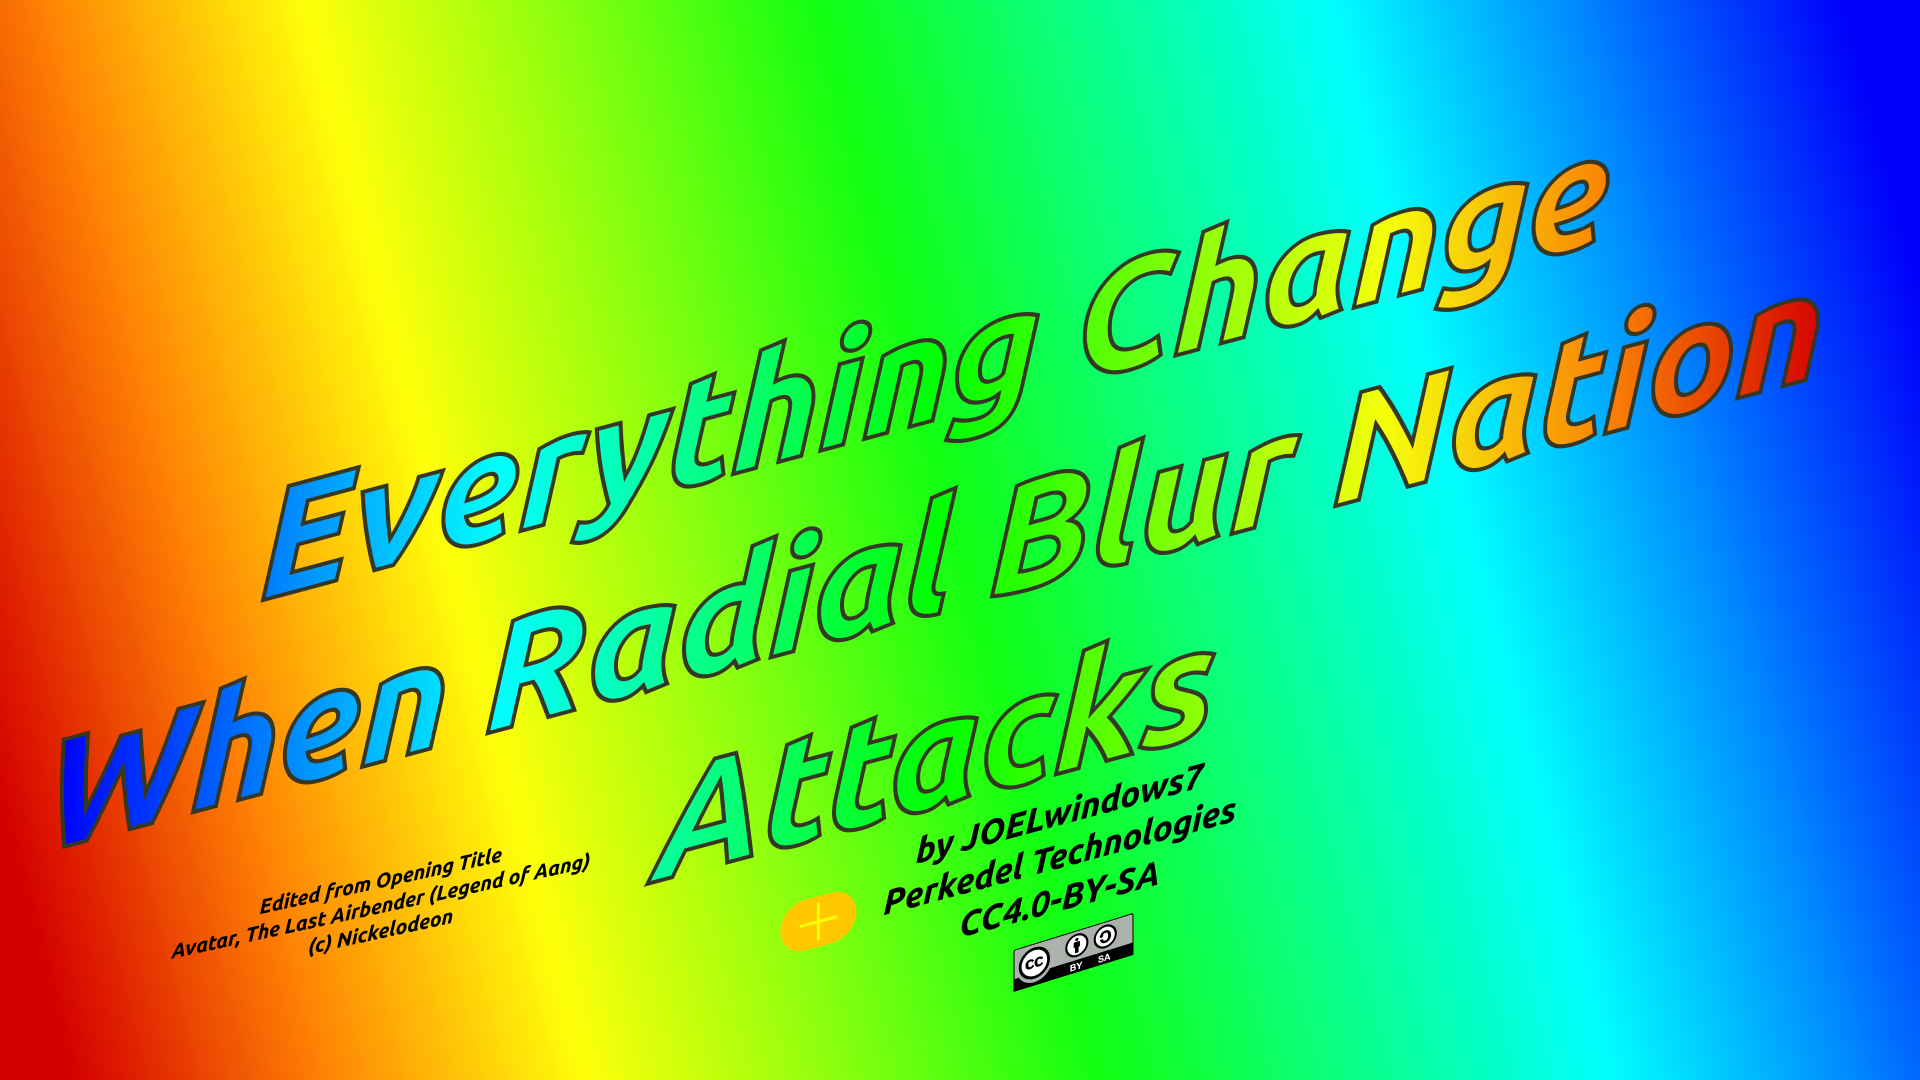 Everything Change
When Radial Blur Nation
Attacks
by JOELwindows7
Perkedel Technologies
CC4.0-BY-SA
Edited from Opening Title
Avatar, The Last Airbender (Legend of Aang)
(c) Nickelodeon
cc BY SA